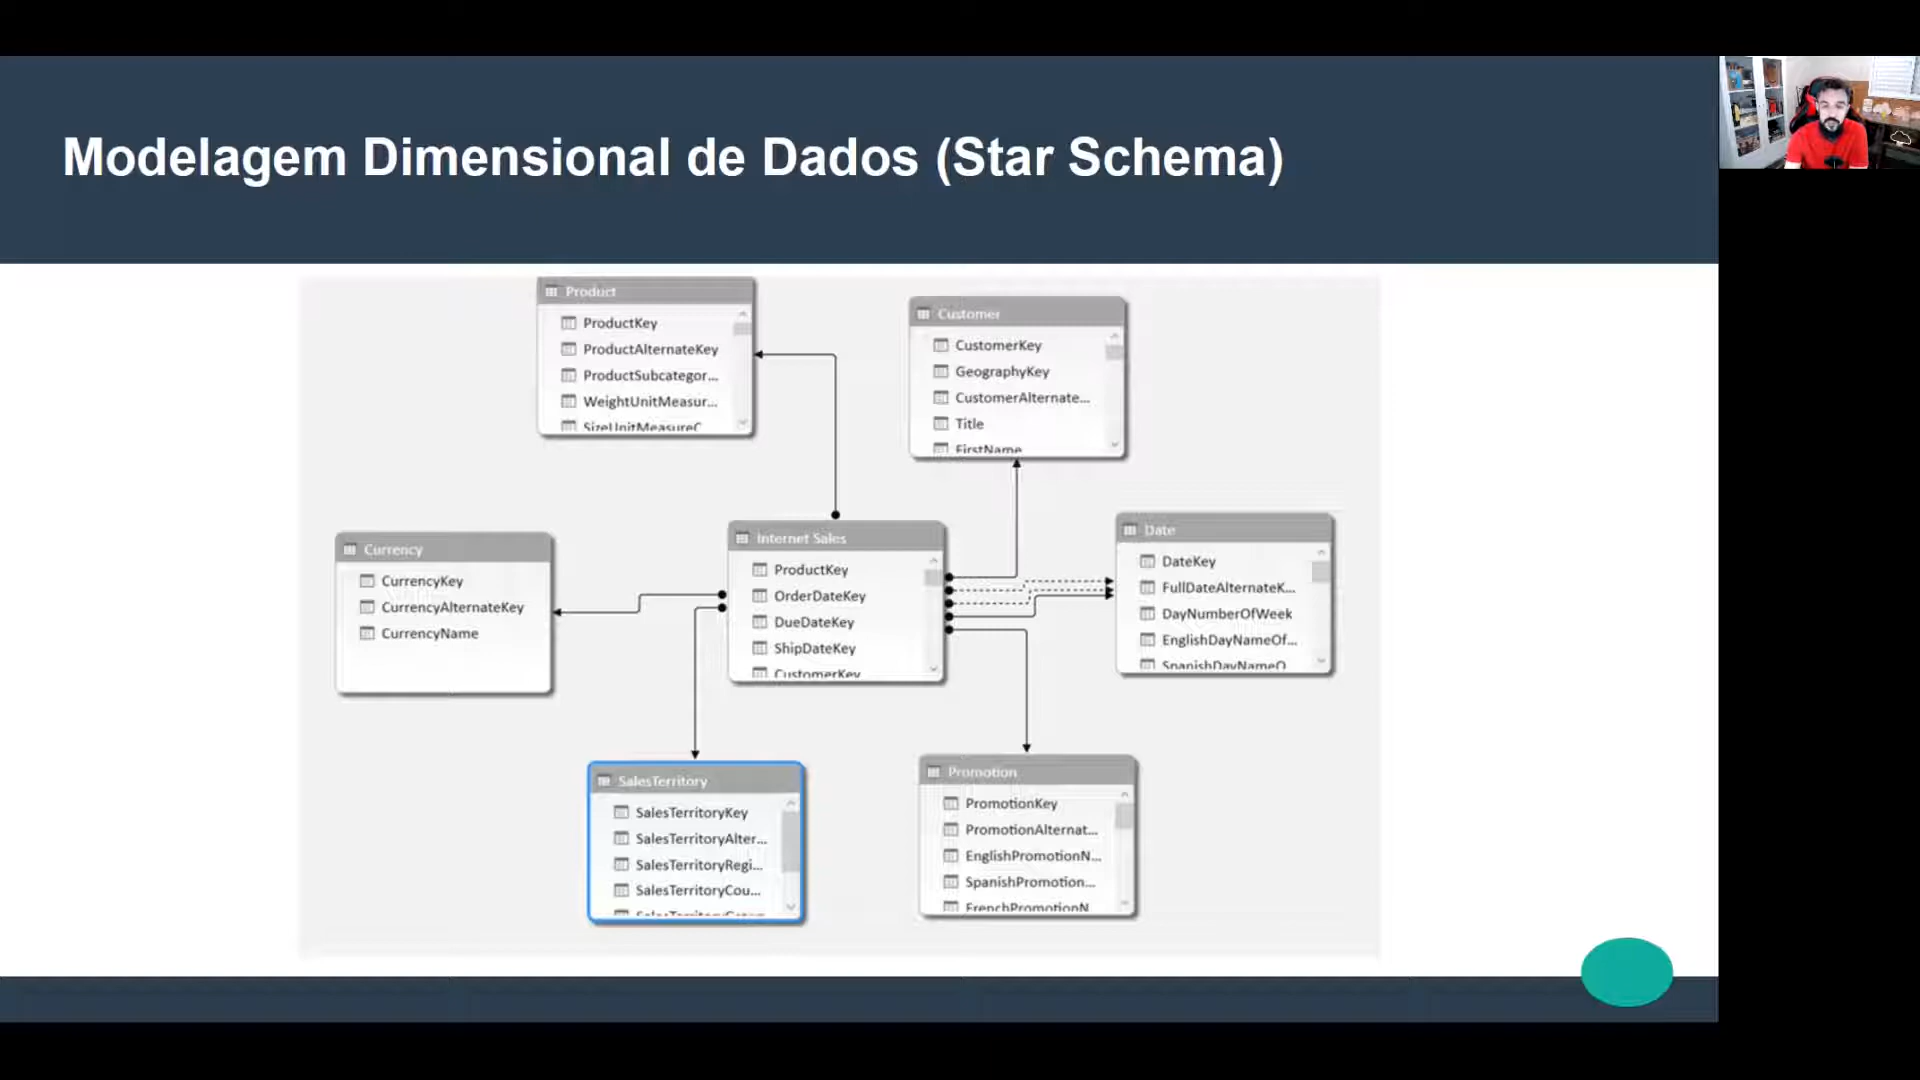 Modelagem Dimensional de Dados (Star Schema)
Product
ProductKey
ProductAlternateKey
ProductSubcategor...
WeightUnitMeasur...
SizeUnitMeasureC
Customer
CustomerKey
GeographyKey
CustomerAlternate...
Title
FirstName
Currency
CurrencyKey
CurrencyAlternateKey
CurrencyName
Internet Sales
ProductKey
OrderDateKey
DueDateKey
ShipDateKey
CustomerKey
Date
DateKey
FullDateAlternateK...
DayNumberOfWeek
EnglishDayNameOf...
SpanishDayNameO
SalesTerritory
SalesTerritoryKey
SalesTerritoryAlter...
SalesTerritoryRegi...
SalesTerritoryCou...
Promotion
PromotionKey
PromotionAlternat...
EnglishPromotionN...
SpanishPromotion...
FrenchPromotionN